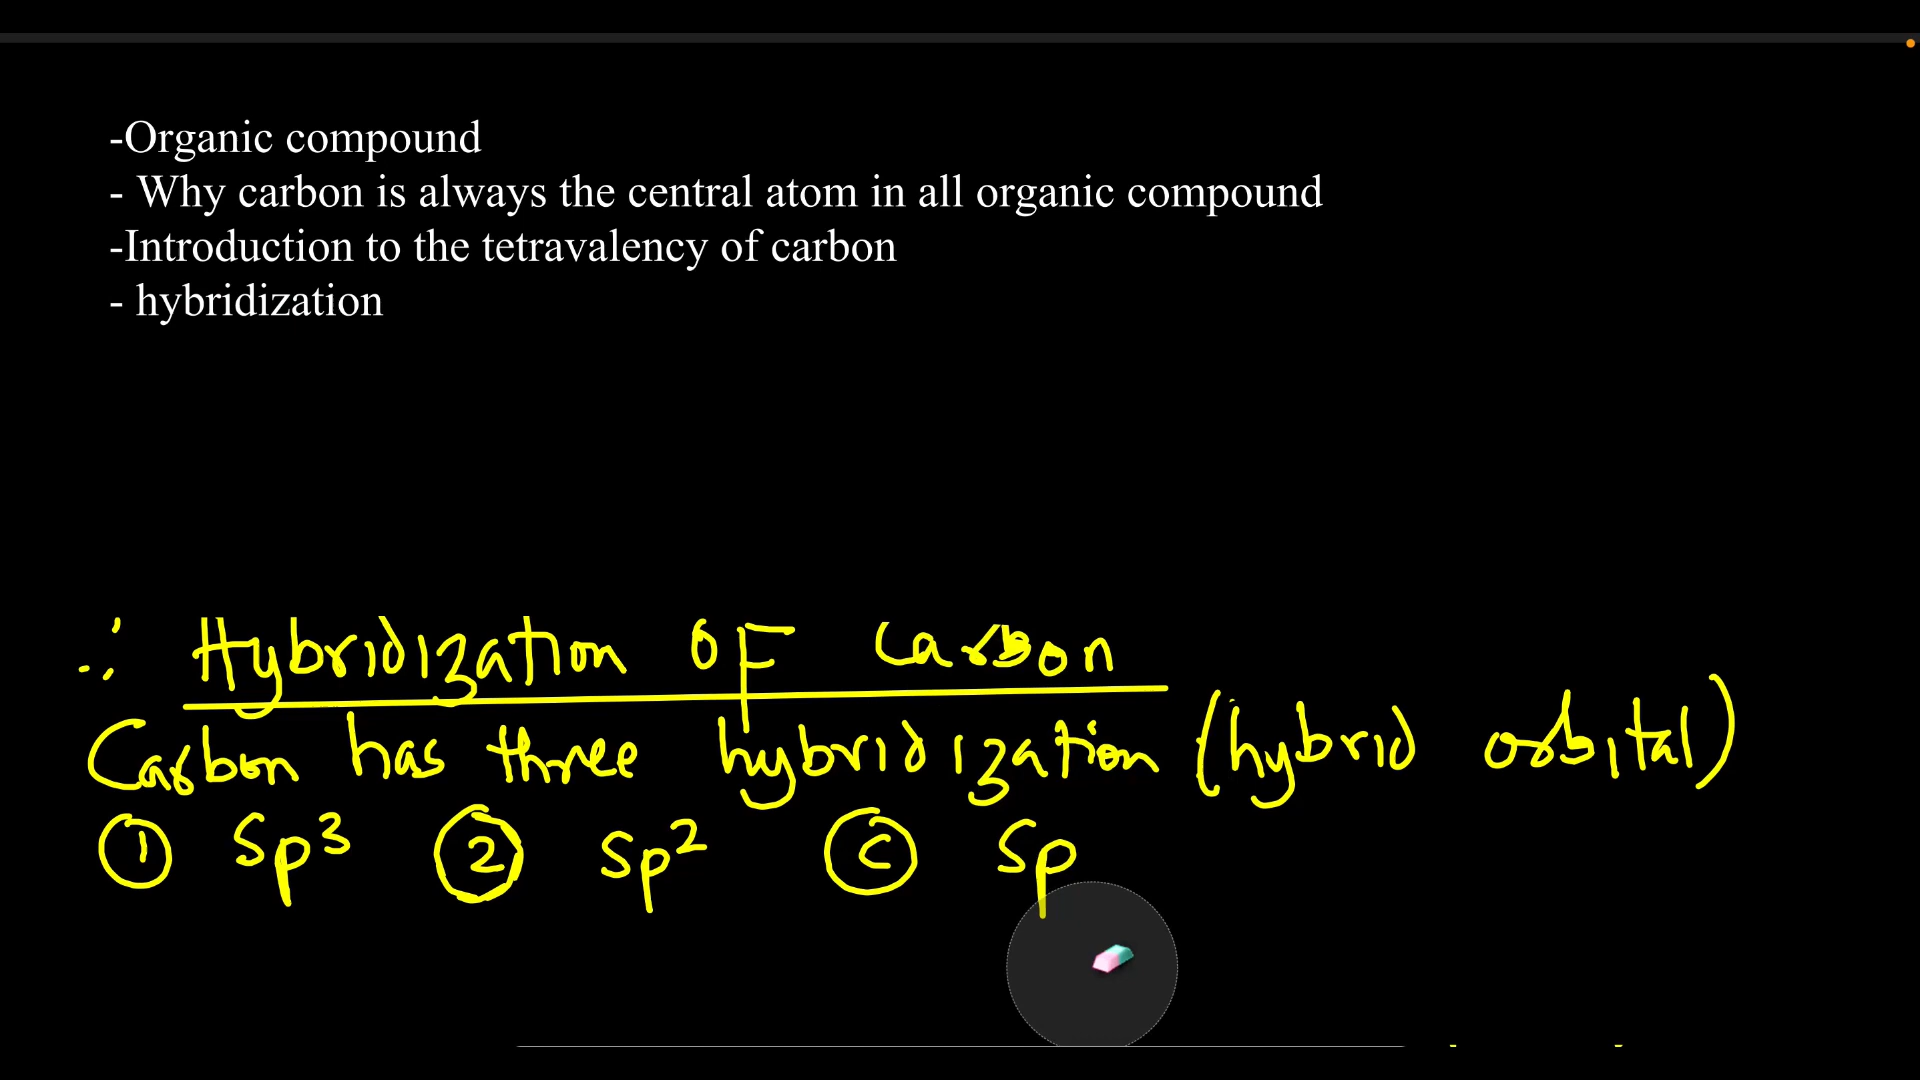 -Organic compound
- Why carbon is always the central atom in all organic compound
-Introduction to the tetravalency of carbon
- hybridization
∴ Hybridization OF Carbon
Carbon has three hybridization (hybrid orbital)
① Sp³ ② Sp² Ⓒ Sp